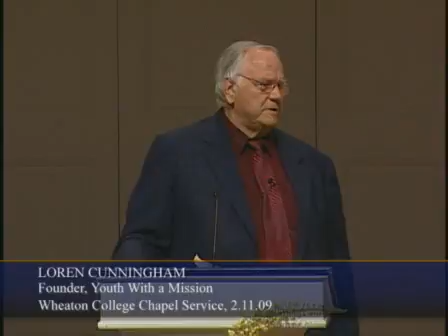 LOREN CUNNINGHAM
Founder, Youth With a Mission
Wheaton College Chapel Service, 2.11.09